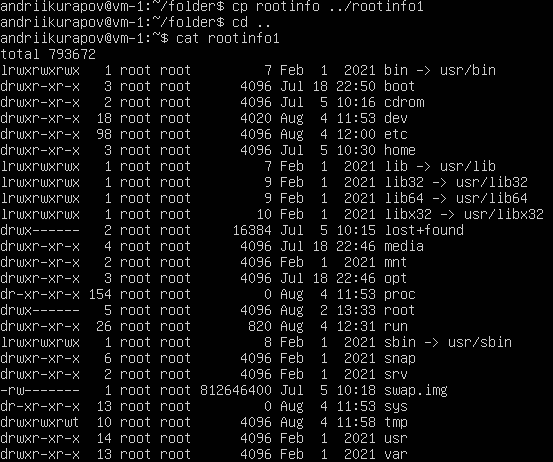 andriikurapov@vm-1:~/folder$ cp rootinfo ../rootinfo1
andriikurapov@vm-1:~/folder$ cd ..
andriikurapov@vm-1:~$ cat rootinfo1
total 793672
lrwxrwxrwx   1 root root         7 Feb  1  2021 bin -> usr/bin
drwxr-xr-x   3 root root      4096 Jul 18 22:50 boot
drwxr-xr-x   2 root root      4096 Jul  5 10:16 cdrom
drwxr-xr-x  18 root root      4020 Aug  4 11:53 dev
drwxr-xr-x  98 root root      4096 Aug  4 12:00 etc
drwxr-xr-x   3 root root      4096 Jul  5 10:30 home
lrwxrwxrwx   1 root root         7 Feb  1  2021 lib -> usr/lib
lrwxrwxrwx   1 root root         9 Feb  1  2021 lib32 -> usr/lib32
lrwxrwxrwx   1 root root         9 Feb  1  2021 lib64 -> usr/lib64
lrwxrwxrwx   1 root root        10 Feb  1  2021 libx32 -> usr/libx32
drwx------   2 root root     16384 Jul  5 10:15 lost+found
drwxr-xr-x   4 root root      4096 Jul 18 22:46 media
drwxr-xr-x   2 root root      4096 Feb  1  2021 mnt
drwxr-xr-x   3 root root      4096 Jul 18 22:46 opt
dr-xr-xr-x 154 root root         0 Aug  4 11:53 proc
drwx------   5 root root      4096 Aug  2 13:33 root
drwxr-xr-x  26 root root       820 Aug  4 12:31 run
lrwxrwxrwx   1 root root         8 Feb  1  2021 sbin -> usr/sbin
drwxr-xr-x   6 root root      4096 Feb  1  2021 snap
drwxr-xr-x   2 root root      4096 Feb  1  2021 srv
-rw-------   1 root root 812646400 Jul  5 10:18 swap.img
dr-xr-xr-x  13 root root         0 Aug  4 11:53 sys
drwxrwxrwt  10 root root      4096 Aug  4 11:58 tmp
drwxr-xr-x  14 root root      4096 Feb  1  2021 usr
drwxr-xr-x  13 root root      4096 Feb  1  2021 var